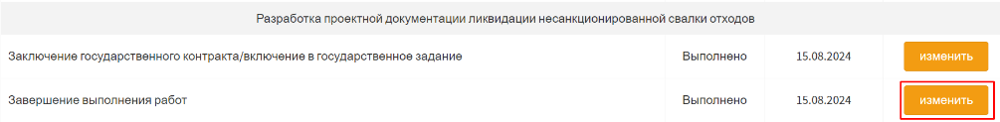 Разработка проектной документации ликвидации несанкционированной свалки отходов
Заключение государственного контракта/включение в государственное задание Выполнено 15.08.2024 изменить
Завершение выполнения работ Выполнено 15.08.2024 изменить